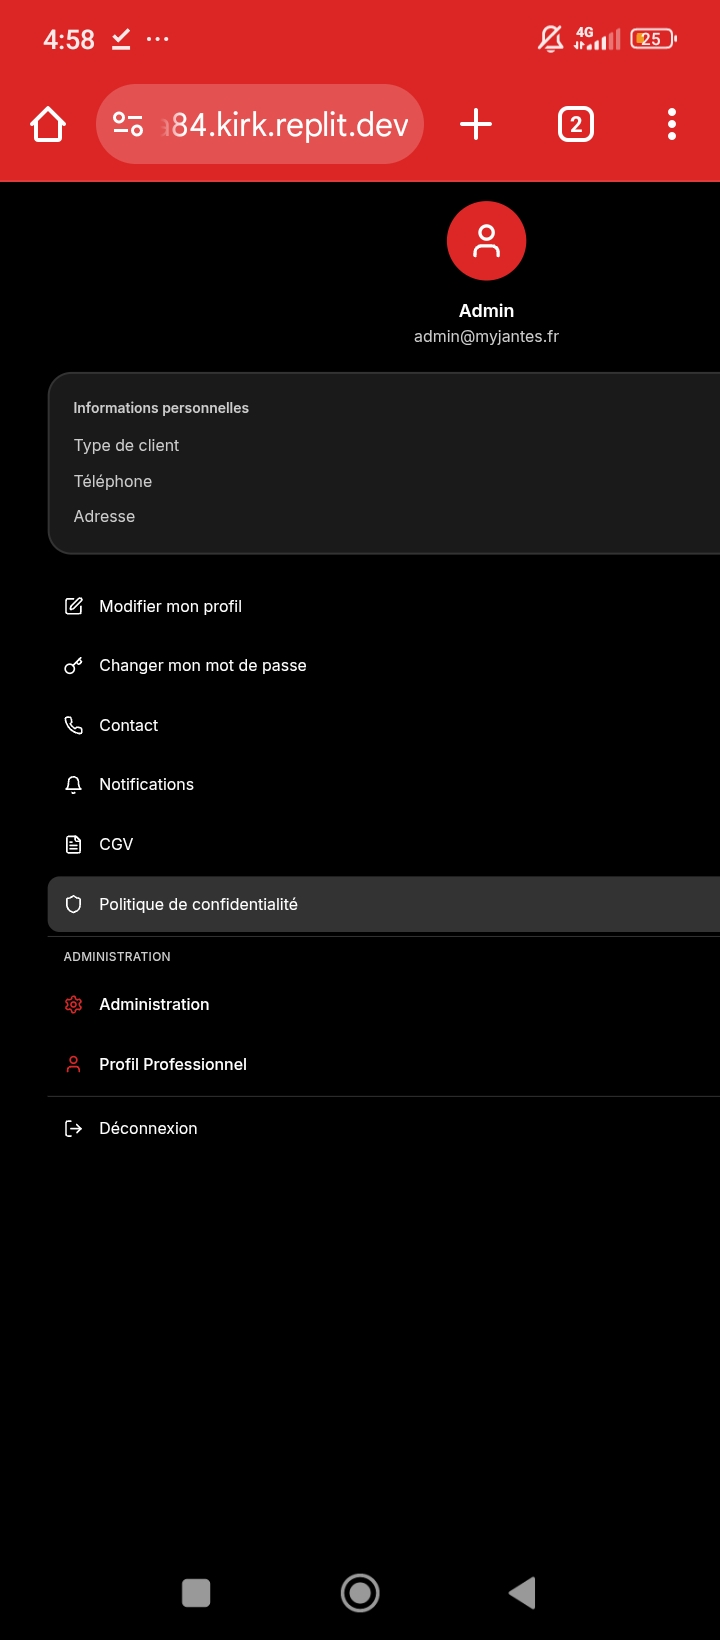 4:58
4G
25
a84.kirk.replit.dev
2
Admin
admin@myjantes.fr
Informations personnelles
Type de client
Téléphone
Adresse
Modifier mon profil
Changer mon mot de passe
Contact
Notifications
CGV
Politique de confidentialité
ADMINISTRATION
Administration
Profil Professionnel
Déconnexion